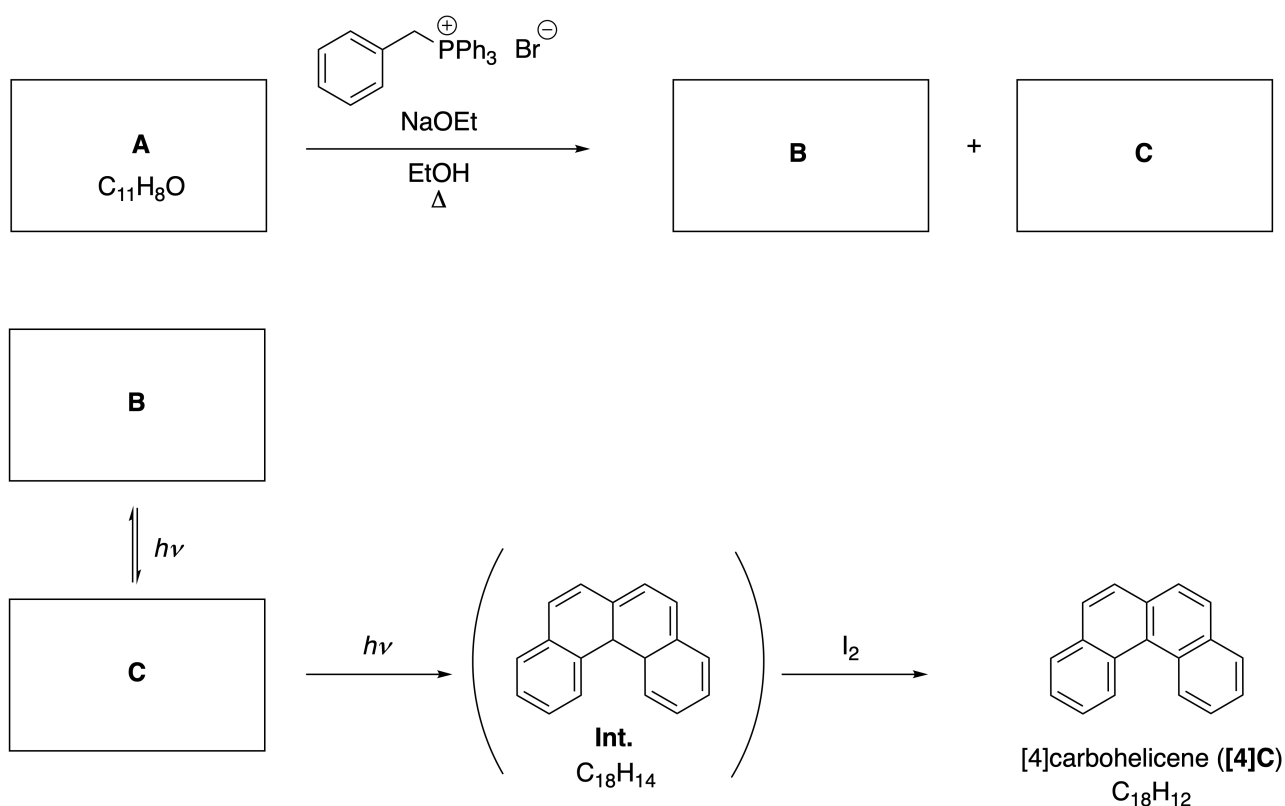 ⊕
PPh₃ Br⊖
NaOEt
EtOH
Δ
A
C₁₁H₈O
B
+
C
B
hν
C
hν
I₂
Int.
C₁₈H₁₄
[4]carbohelicene ([4]C)
C₁₈H₁₂